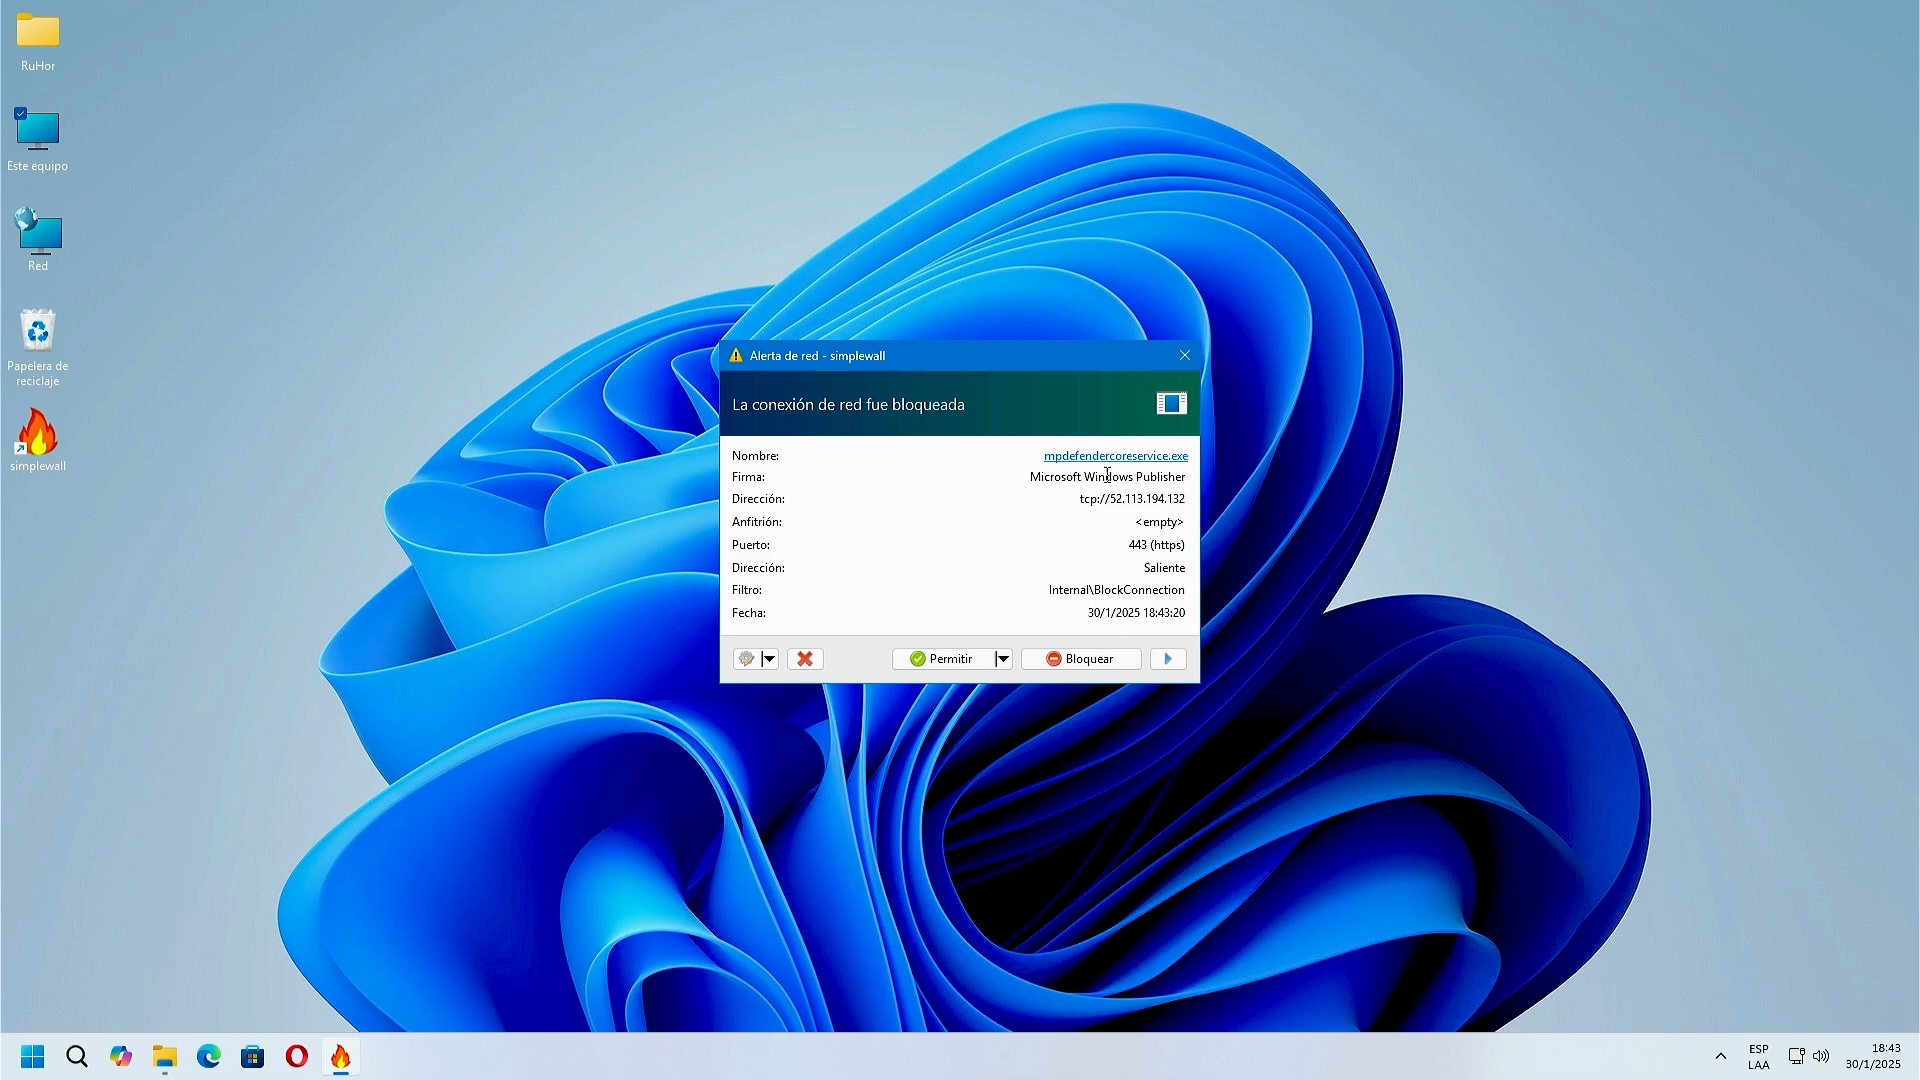 RuHor
Este equipo
Red
Papelera de
reciclaje
simplewall
Alerta de red - simplewall
La conexión de red fue bloqueada
Nombre: mpdefendercoreservice.exe
Firma: Microsoft Windows Publisher
Dirección: tcp://52.113.194.132
Anfitrión: <empty>
Puerto: 443 (https)
Dirección: Saliente
Filtro: Internal\BlockConnection
Fecha: 30/1/2025 18:43:20
Permitir
Bloquear
ESP
LAA
18:43
30/1/2025